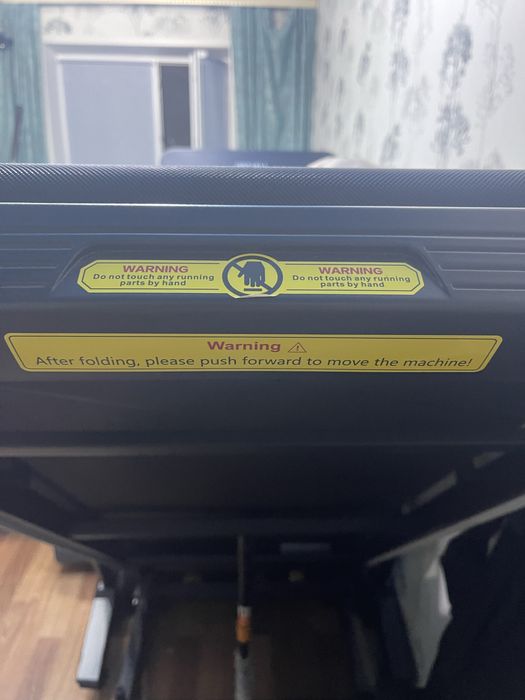 WARNING
Do not touch any running
parts by hand
WARNING
Do not touch any running
parts by hand
Warning
After folding, please push forward to move the machine!